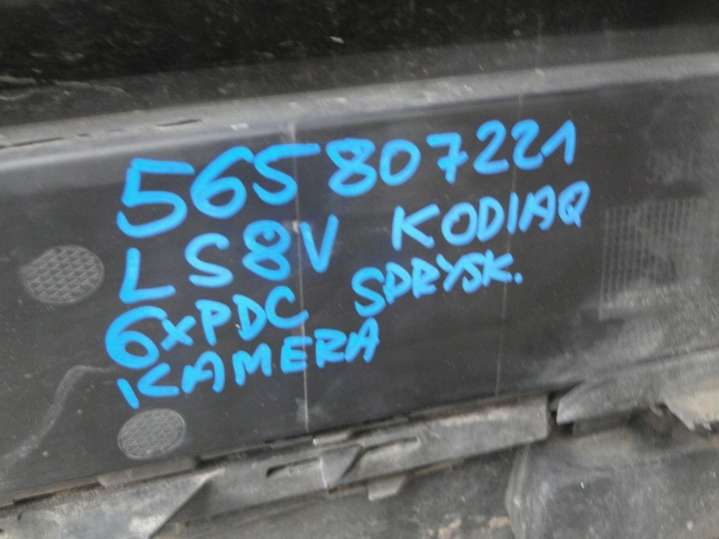 565807221
LS8V KODIAQ
6xPDC SPRYSK.
KAMERA